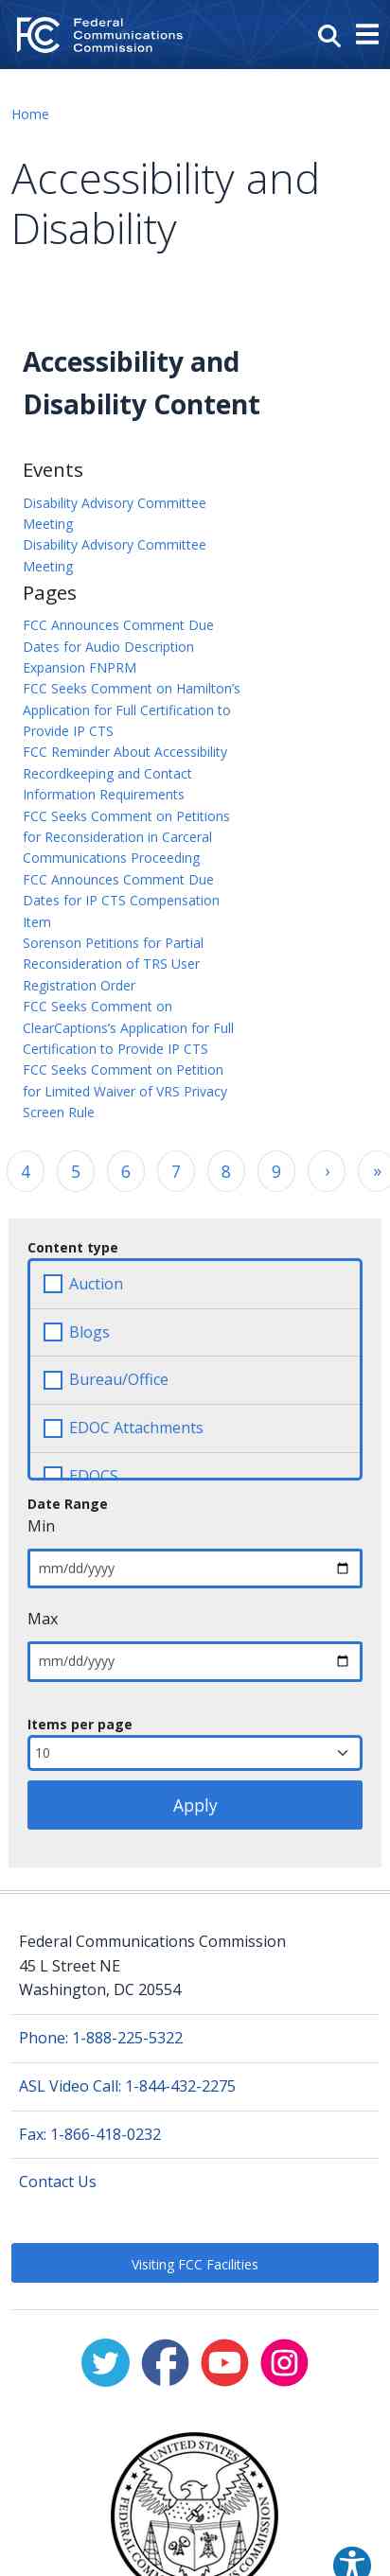 Federal
Communications
Commission
Home
Accessibility and
Disability
Accessibility and
Disability Content
Events
Disability Advisory Committee
Meeting
Disability Advisory Committee
Meeting
Pages
FCC Announces Comment Due
Dates for Audio Description
Expansion FNPRM
FCC Seeks Comment on Hamilton’s
Application for Full Certification to
Provide IP CTS
FCC Reminder About Accessibility
Recordkeeping and Contact
Information Requirements
FCC Seeks Comment on Petitions
for Reconsideration in Carceral
Communications Proceeding
FCC Announces Comment Due
Dates for IP CTS Compensation
Item
Sorenson Petitions for Partial
Reconsideration of TRS User
Registration Order
FCC Seeks Comment on
ClearCaptions’s Application for Full
Certification to Provide IP CTS
FCC Seeks Comment on Petition
for Limited Waiver of VRS Privacy
Screen Rule
4 5 6 7 8 9 › »
Content type
Auction
Blogs
Bureau/Office
EDOC Attachments
EDOCS
Date Range
Min
mm/dd/yyyy
Max
mm/dd/yyyy
Items per page
10
Apply
Federal Communications Commission
45 L Street NE
Washington, DC 20554
Phone: 1-888-225-5322
ASL Video Call: 1-844-432-2275
Fax: 1-866-418-0232
Contact Us
Visiting FCC Facilities